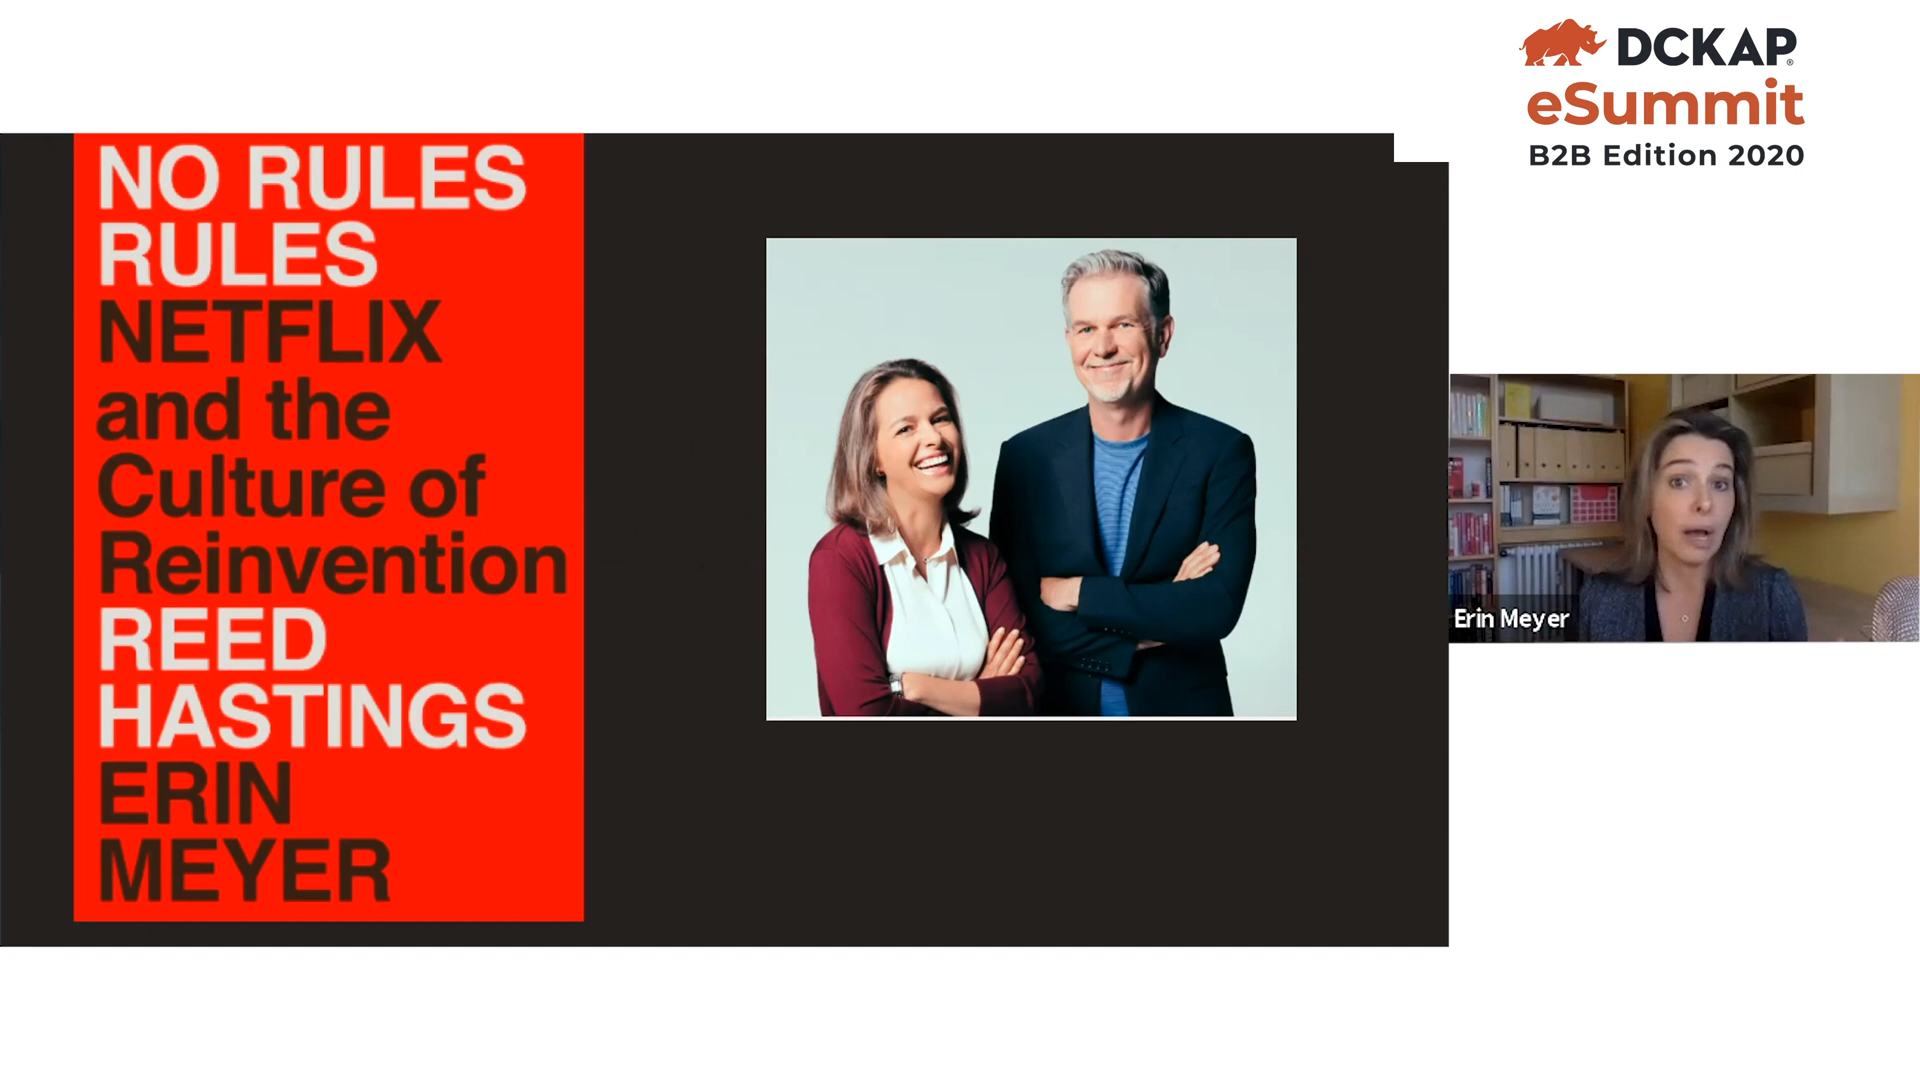 DCKAP®
eSummit
B2B Edition 2020
NO RULES
RULES
NETFLIX
and the
Culture of
Reinvention
REED
HASTINGS
ERIN
MEYER
Erin Meyer